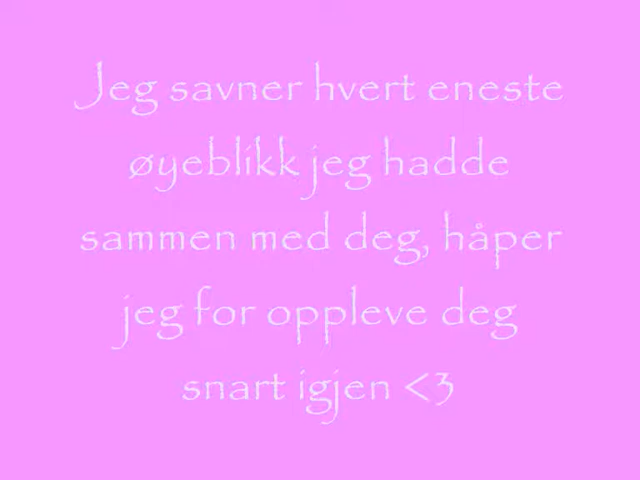 Jeg savner hvert eneste
øyeblikk jeg hadde
sammen med deg, håper
jeg for oppleve deg
snart igjen <3